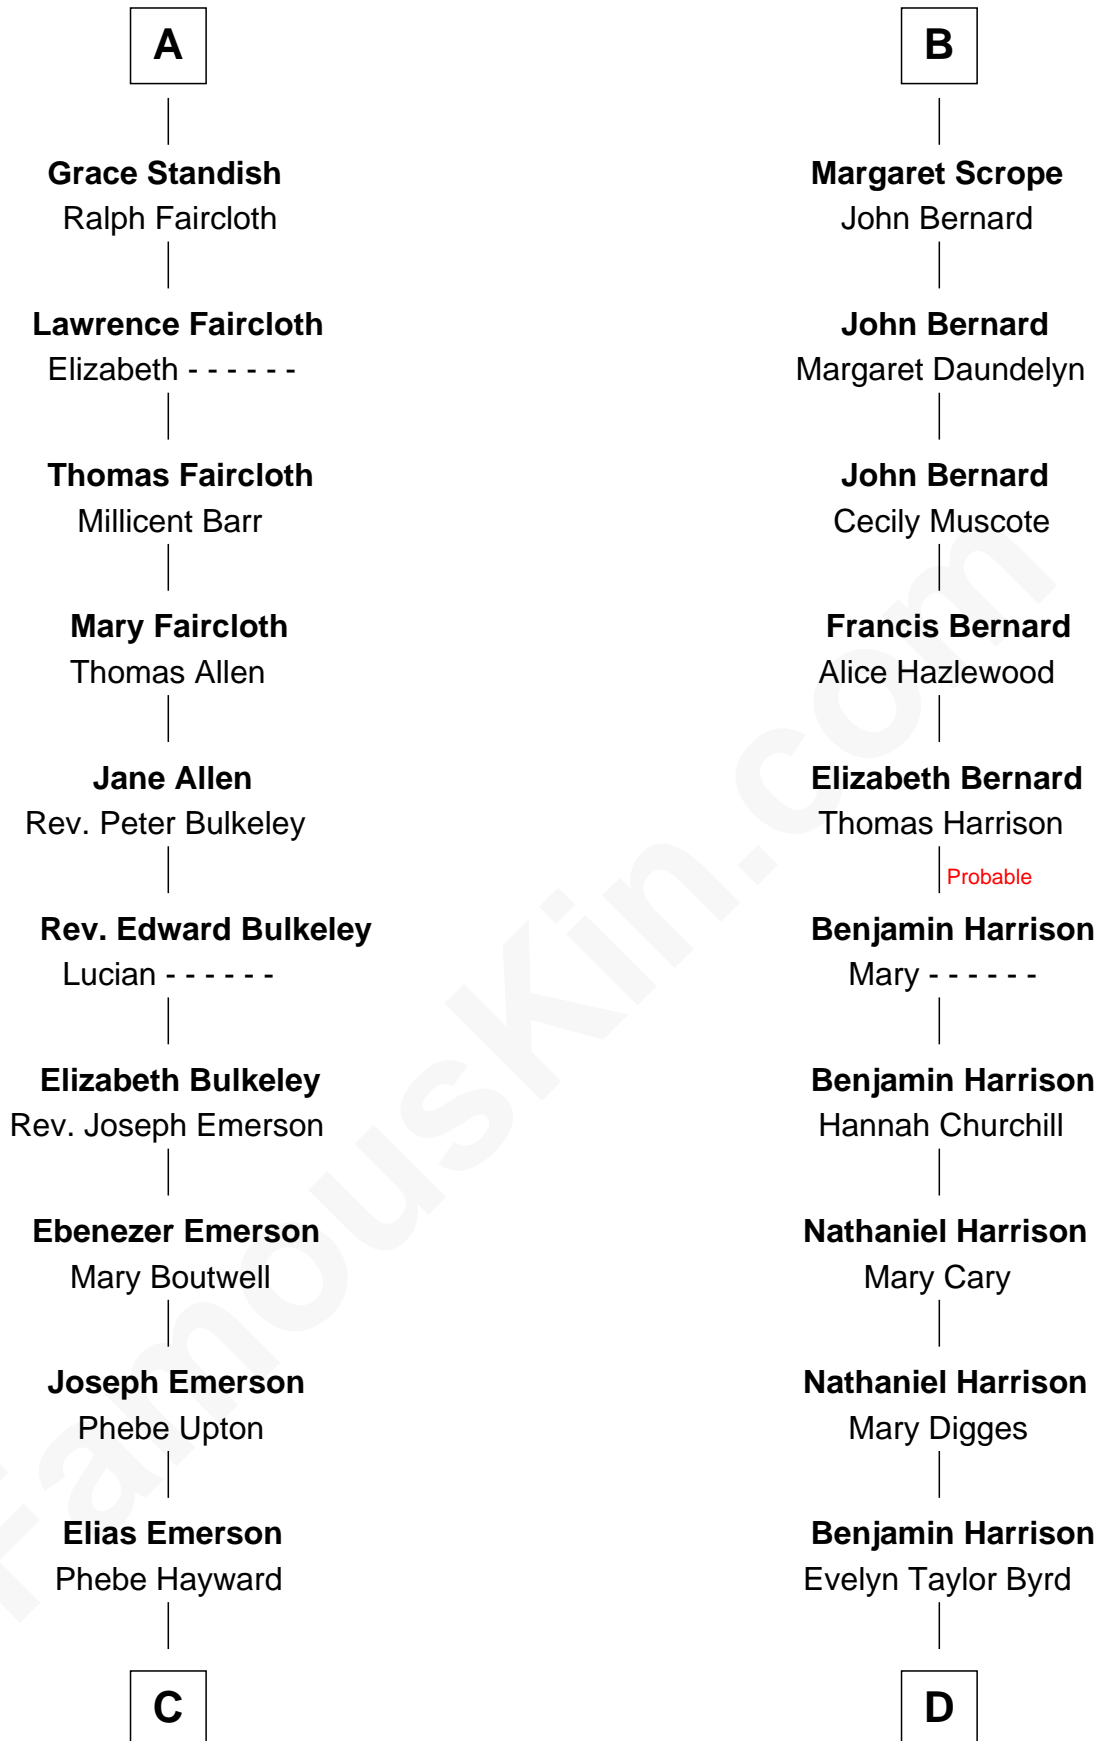 A
Grace Standish
Ralph Faircloth
Lawrence Faircloth
Elizabeth - - - - - -
Thomas Faircloth
Millicent Barr
Mary Faircloth
Thomas Allen
Jane Allen
Rev. Peter Bulkeley
Rev. Edward Bulkeley
Lucian - - - - - -
Elizabeth Bulkeley
Rev. Joseph Emerson
Ebenezer Emerson
Mary Boutwell
Joseph Emerson
Phebe Upton
Elias Emerson
Phebe Hayward
C
B
Margaret Scrope
John Bernard
John Bernard
Margaret Daundelyn
John Bernard
Cecily Muscote
Francis Bernard
Alice Hazlewood
Elizabeth Bernard
Thomas Harrison
Probable
Benjamin Harrison
Mary - - - - - -
Benjamin Harrison
Hannah Churchill
Nathaniel Harrison
Mary Cary
Nathaniel Harrison
Mary Digges
Benjamin Harrison
Evelyn Taylor Byrd
D
FamousKin.com